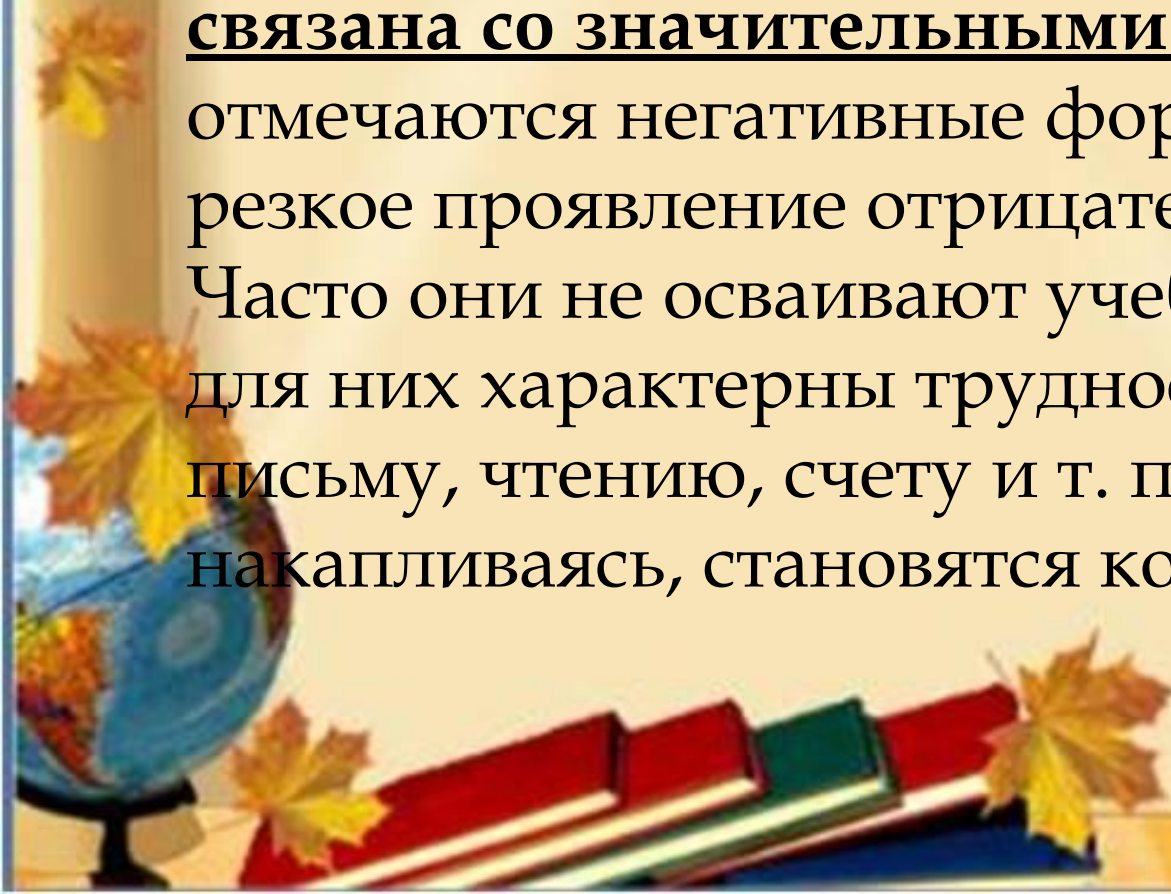 связана со значительными
отмечаются негативные фор
резкое проявление отрицате
Часто они не осваивают уче
для них характерны труднос
письму, чтению, счету и т. п
накапливаясь, становятся ко